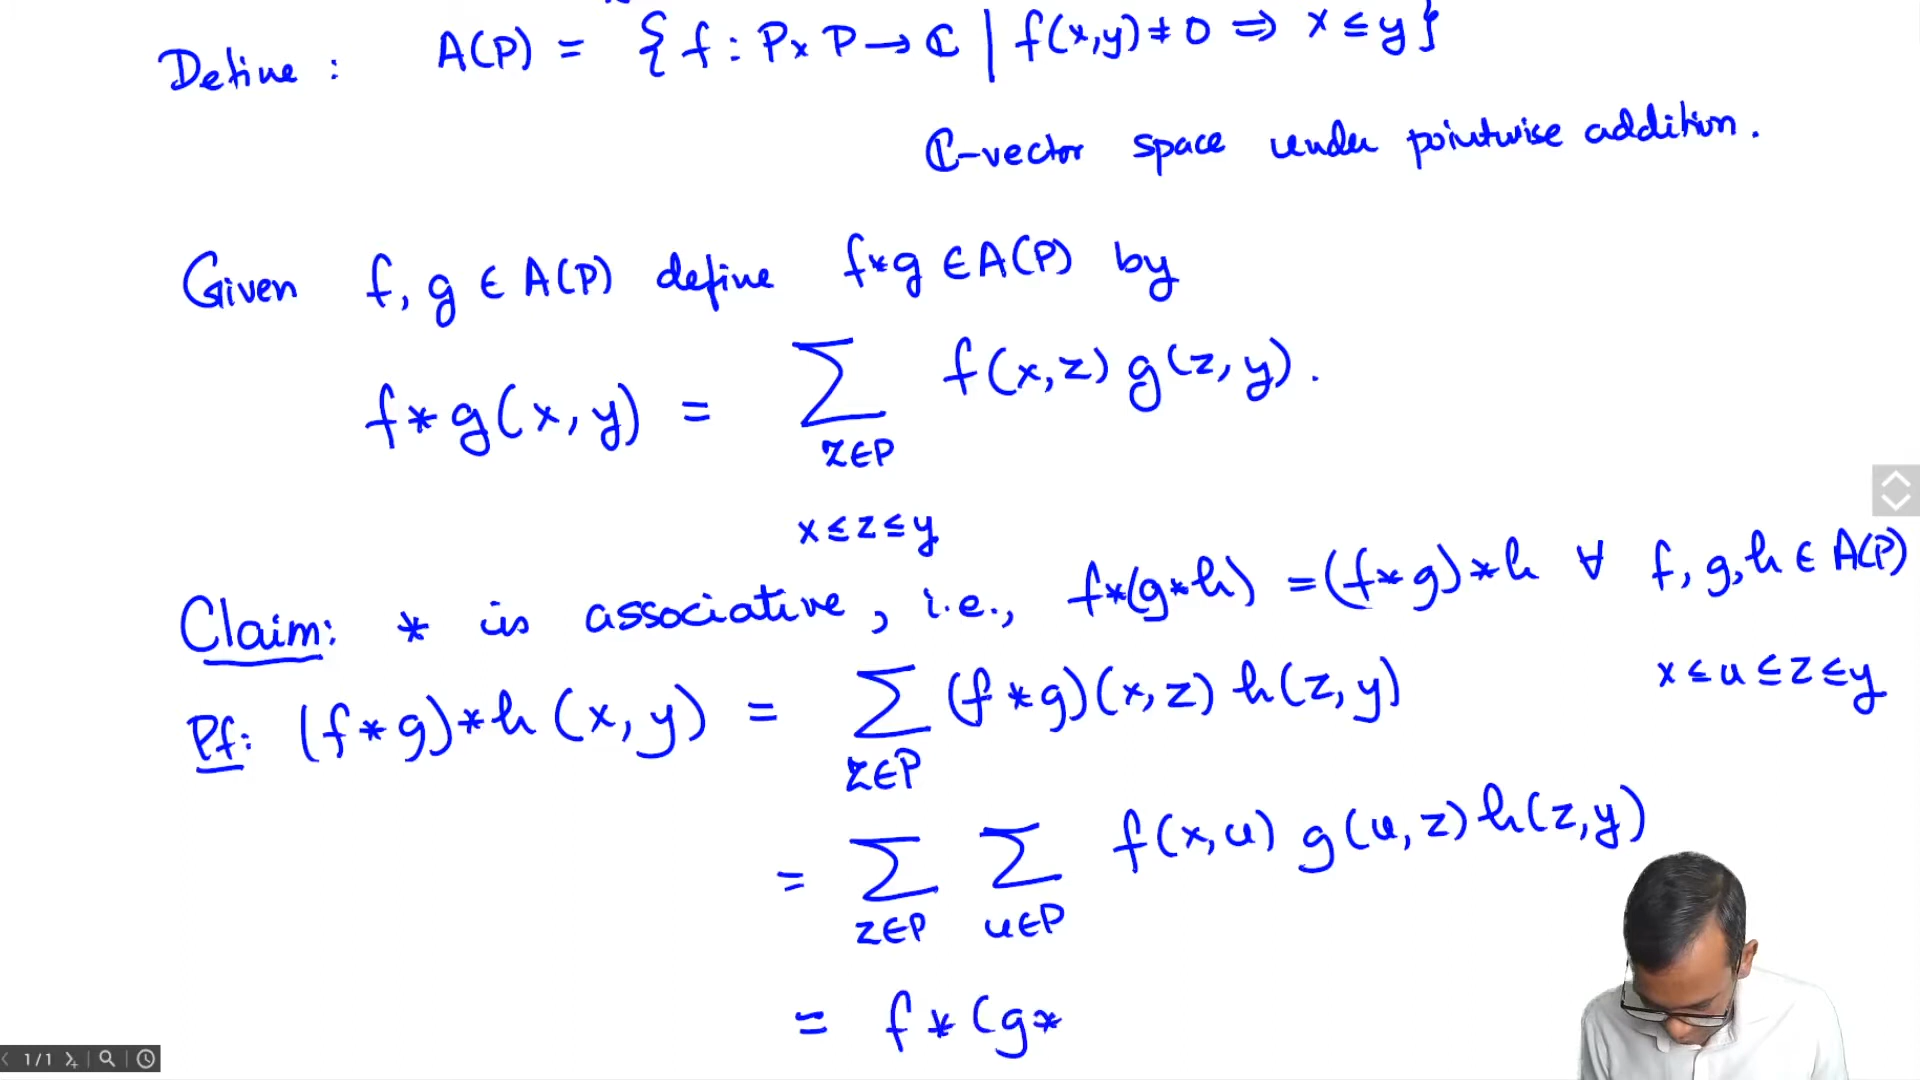 Define : A(P) = { f : P × P → ℂ | f(x,y) ≠ 0 ⇒ x ≤ y }
ℂ-vector space under pointwise addition.
Given f, g ∈ A(P) define f*g ∈ A(P) by
f*g(x,y) = ∑ f(x,z) g(z,y).
z∈P
x≤z≤y
Claim: * is associative, i.e., f*(g*h) = (f*g)*h ∀ f, g, h ∈ A(P)
Pf: (f*g)*h (x,y) = ∑ (f*g)(x,z) h(z,y) x≤u≤z≤y
z∈P
= ∑ ∑ f(x,u) g(u,z) h(z,y)
z∈P u∈P
= f*(g*
1/1